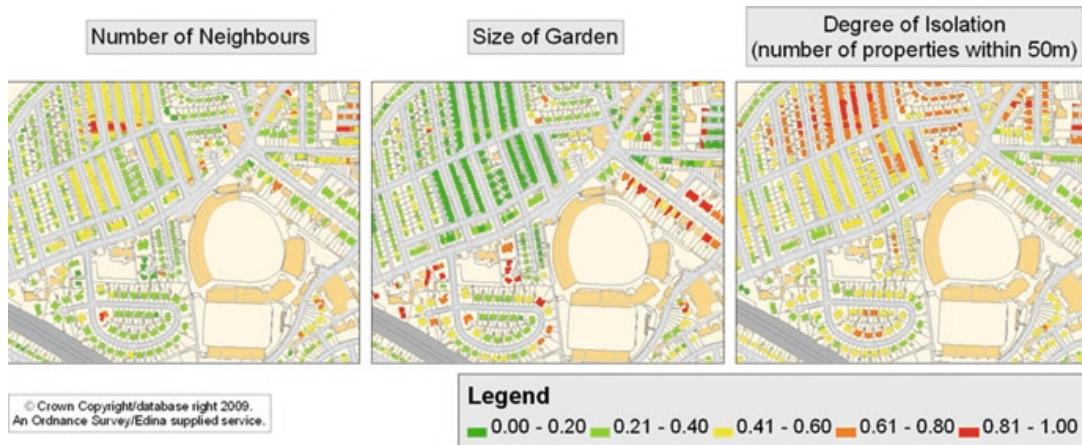 Number of Neighbours
Size of Garden
Degree of Isolation
(number of properties within 50m)
© Crown Copyright/database right 2009.
An Ordnance Survey/Edina supplied service.
Legend
0.00 - 0.20 0.21 - 0.40 0.41 - 0.60 0.61 - 0.80 0.81 - 1.00